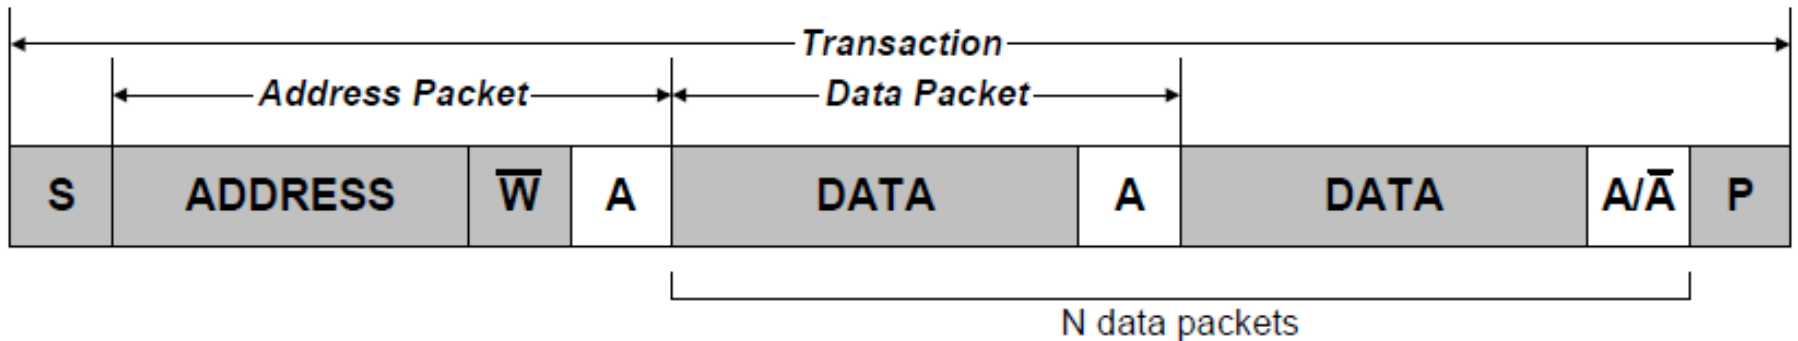 Transaction
Address Packet Data Packet
S ADDRESS W̅ A DATA A DATA A/A̅ P
N data packets